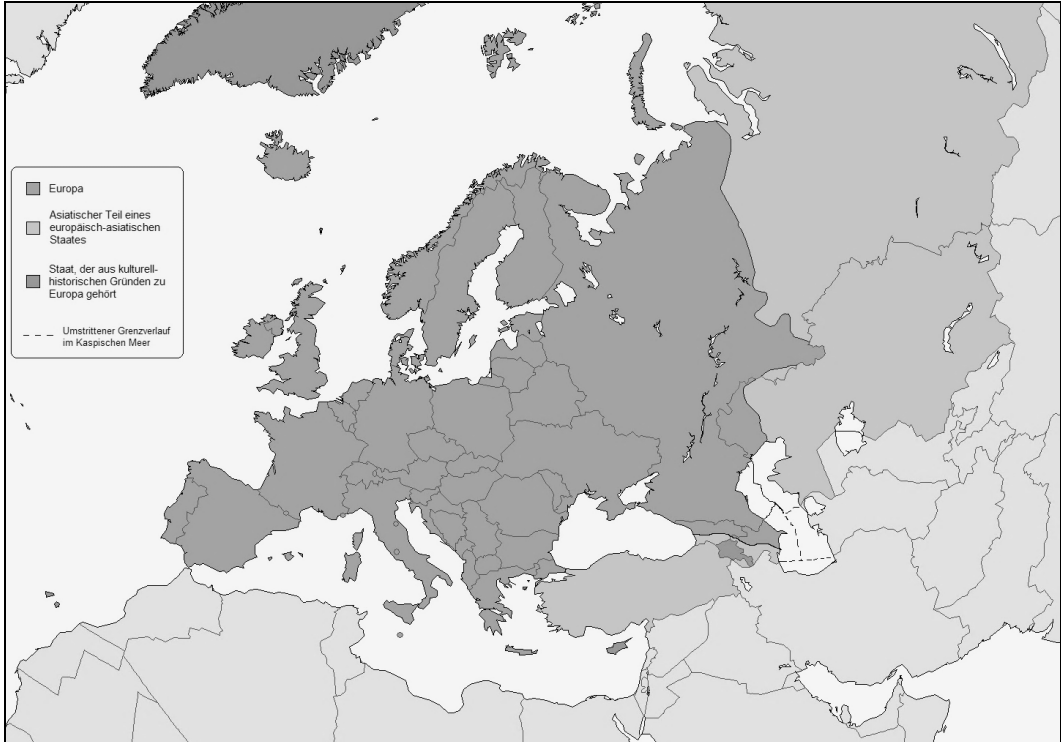 Europa
Asiatischer Teil eines
europäisch-asiatischen
Staates
Staat, der aus kulturell-
historischen Gründen zu
Europa gehört
Umstrittener Grenzverlauf
im Kaspischen Meer